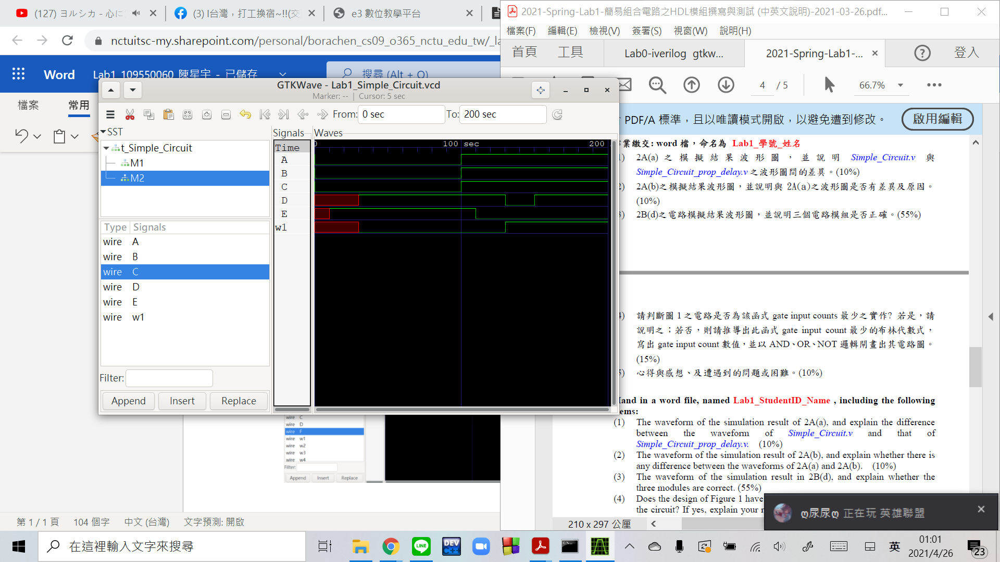 (127) ヨルシカ - 心に
(3) I台灣，打工換宿~!!(交
e3 數位教學平台
nctuitsc-my.sharepoint.com/personal/borachen_cs09_o365_nctu_edu_tw/_la
Word
Lab1_109550060_陳星宇 - 已儲存
搜尋 (Alt + Q)
檔案
常用
2021-Spring-Lab1-簡易組合電路之HDL模組撰寫與測試 (中英文說明)-2021-03-26.pdf...
檔案(F) 編輯(E) 檢視(V) 簽署(S) 視窗(W) 說明(H)
首頁 工具 Lab0-iverilog gtkw... 2021-Spring-Lab1-... 登入
4 / 5 66.7%
PDF/A 標準，且以唯讀模式開啟，以避免遭到修改。 啟用編輯
GTKWave - Lab1_Simple_Circuit.vcd
Marker: -- | Cursor: 5 sec
From: 0 sec To: 200 sec
SST
t_Simple_Circuit
M1
M2
Type Signals
wire A
wire B
wire C
wire D
wire E
wire w1
Filter:
Append Insert Replace
Signals
Time
A
B
C
D
E
w1
Waves
0 100 sec 200
業繳交: word 檔，命名為 Lab1_學號_姓名
1) 2A(a) 之模擬結果波形圖，並說明 Simple_Circuit.v 與
Simple_Circuit_prop_delay.v 之波形圖間的差異。(10%)
2) 2A(b)之模擬結果波形圖，並說明與 2A(a)之波形圖是否有差異及原因。
(10%)
3) 2B(d)之電路模擬結果波形圖，並說明三個電路模組是否正確。(55%)
4) 請判斷圖 1 之電路是否為該函式 gate input counts 最少之實作? 若是，請
說明之；若否，則請推導出此函式 gate input count 最少的布林代數式，
寫出 gate input count 數值，並以 AND、OR、NOT 邏輯閘畫出其電路圖。
(15%)
5) 心得與感想、及遭遇到的問題或困難。(10%)
Hand in a word file, named Lab1_StudentID_Name , including the following
ems:
(1) The waveform of the simulation result of 2A(a), and explain the difference
between the waveform of Simple_Circuit.v and that of
Simple_Circuit_prop_delay.v. (10%)
(2) The waveform of the simulation result of 2A(b), and explain whether there is
any difference between the waveforms of 2A(a) and 2A(b). (10%)
(3) The waveform of the simulation result in 2B(d), and explain whether the
three modules are correct. (55%)
(4) Does the design of Figure 1 have
the circuit? If yes, explain your r
210 x 297 公厘
wire C
wire D
wire F
wire w1
wire w2
wire w3
wire w4
Filter:
Append Insert Replace
ღ尿尿ღ 正在玩 英雄聯盟
第 1 / 1 頁 104 個字 中文 (台灣) 文字預測: 開啟
在這裡輸入文字來搜尋
DEV
C++
LINE
英
01:01
2021/4/26
23